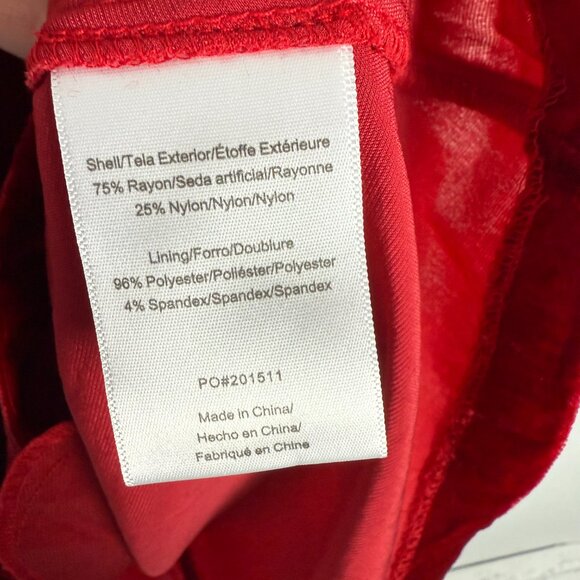 Shell/Tela Exterior/Étoffe Extérieure
75% Rayon/Seda artificial/Rayonne
25% Nylon/Nylon/Nylon
Lining/Forro/Doublure
96% Polyester/Poliéster/Polyester
4% Spandex/Spandex/Spandex
PO#201511
Made in China/
Hecho en China/
Fabriqué en Chine